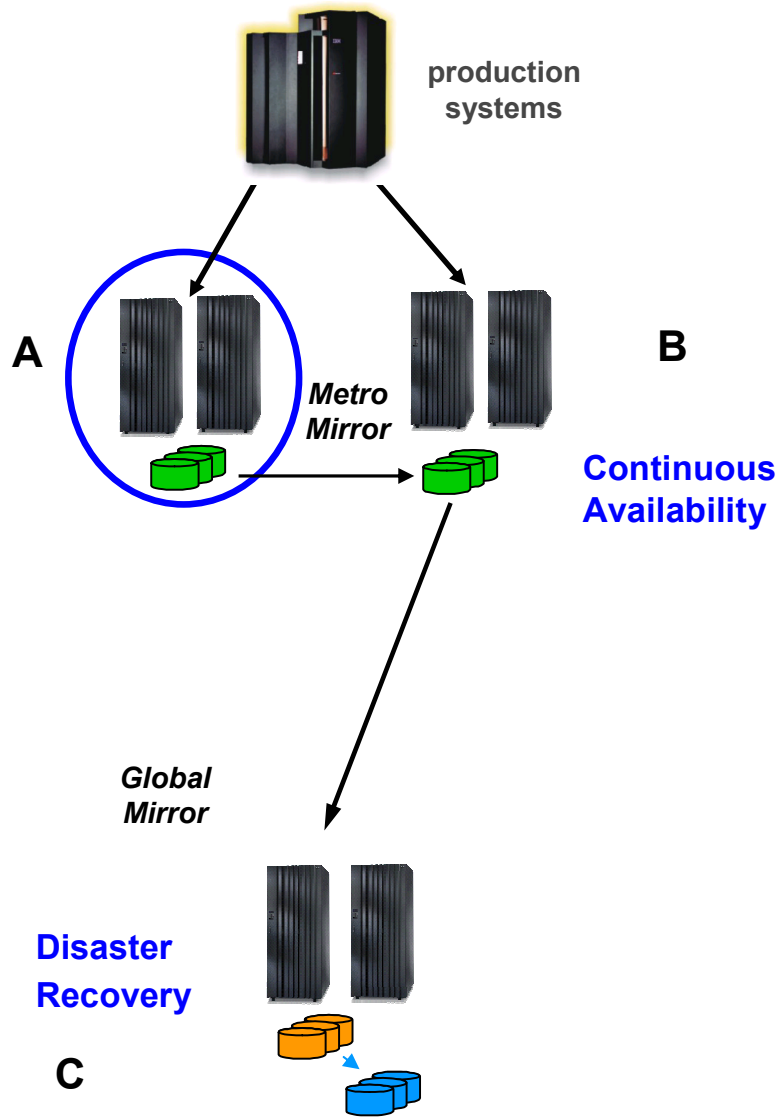 production
systems
A
B
Metro
Mirror
Continuous
Availability
Global
Mirror
Disaster
Recovery
C